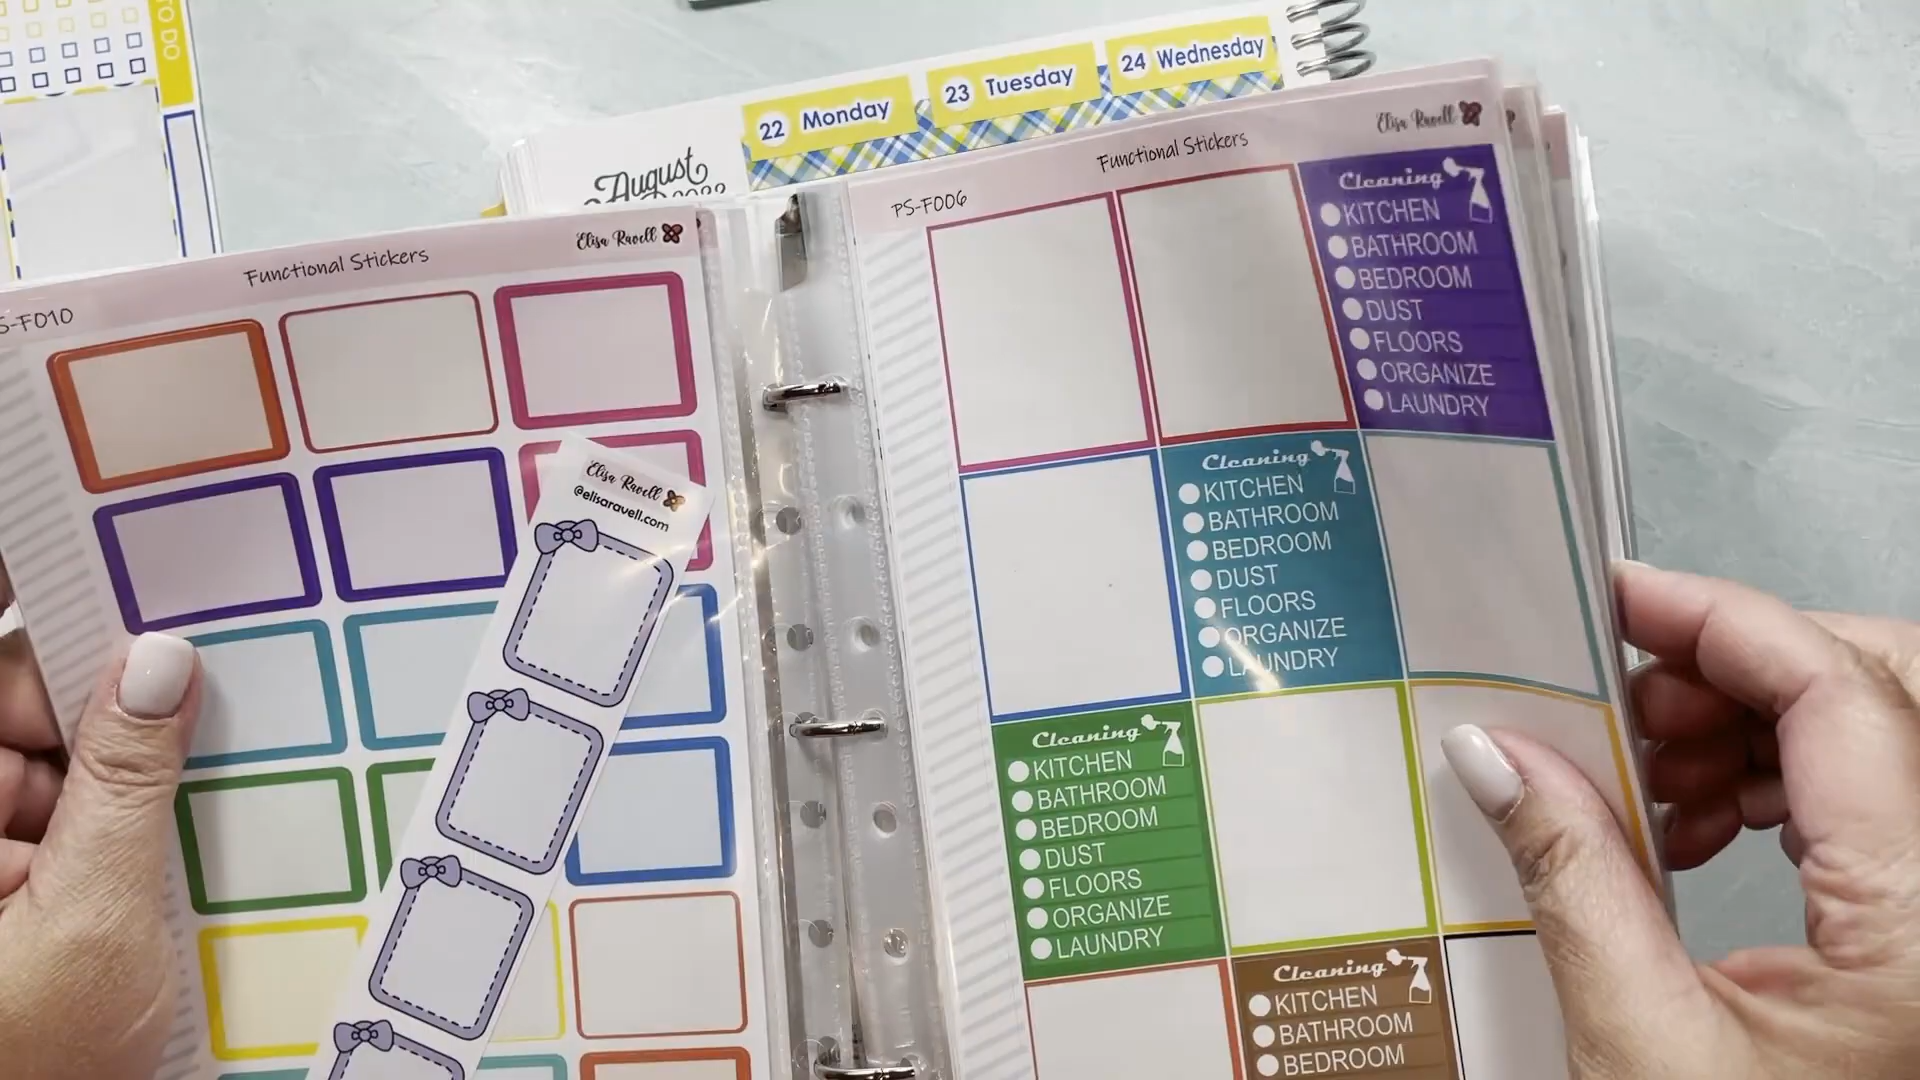 TO DO
22 Monday
23 Tuesday
24 Wednesday
August
Functional Stickers
Elisa Ravell
S-F010
Elisa Ravell
@elisaravell.com
Functional Stickers
Elisa Ravell
PS-F006
Cleaning
KITCHEN
BATHROOM
BEDROOM
DUST
FLOORS
ORGANIZE
LAUNDRY
Cleaning
KITCHEN
BATHROOM
BEDROOM
DUST
FLOORS
ORGANIZE
LAUNDRY
Cleaning
KITCHEN
BATHROOM
BEDROOM
DUST
FLOORS
ORGANIZE
LAUNDRY
Cleaning
KITCHEN
BATHROOM
BEDROOM